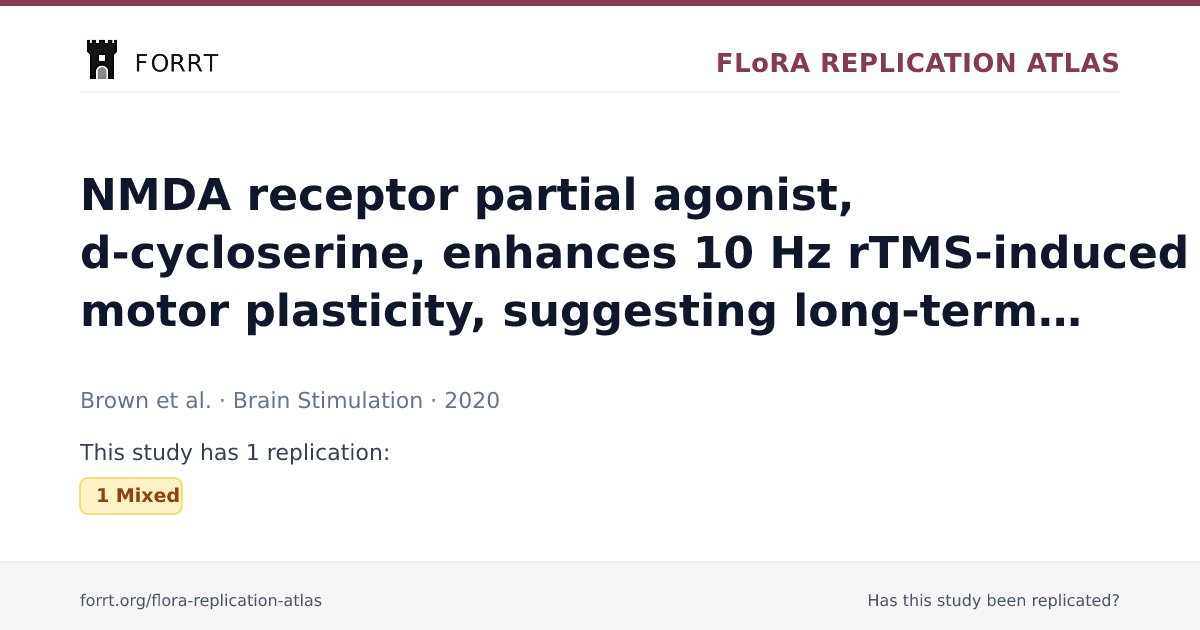 FORRT
FLoRA REPLICATION ATLAS
NMDA receptor partial agonist,
d-cycloserine, enhances 10 Hz rTMS-induced
motor plasticity, suggesting long-term…
Brown et al. · Brain Stimulation · 2020
This study has 1 replication:
1 Mixed
forrt.org/flora-replication-atlas
Has this study been replicated?